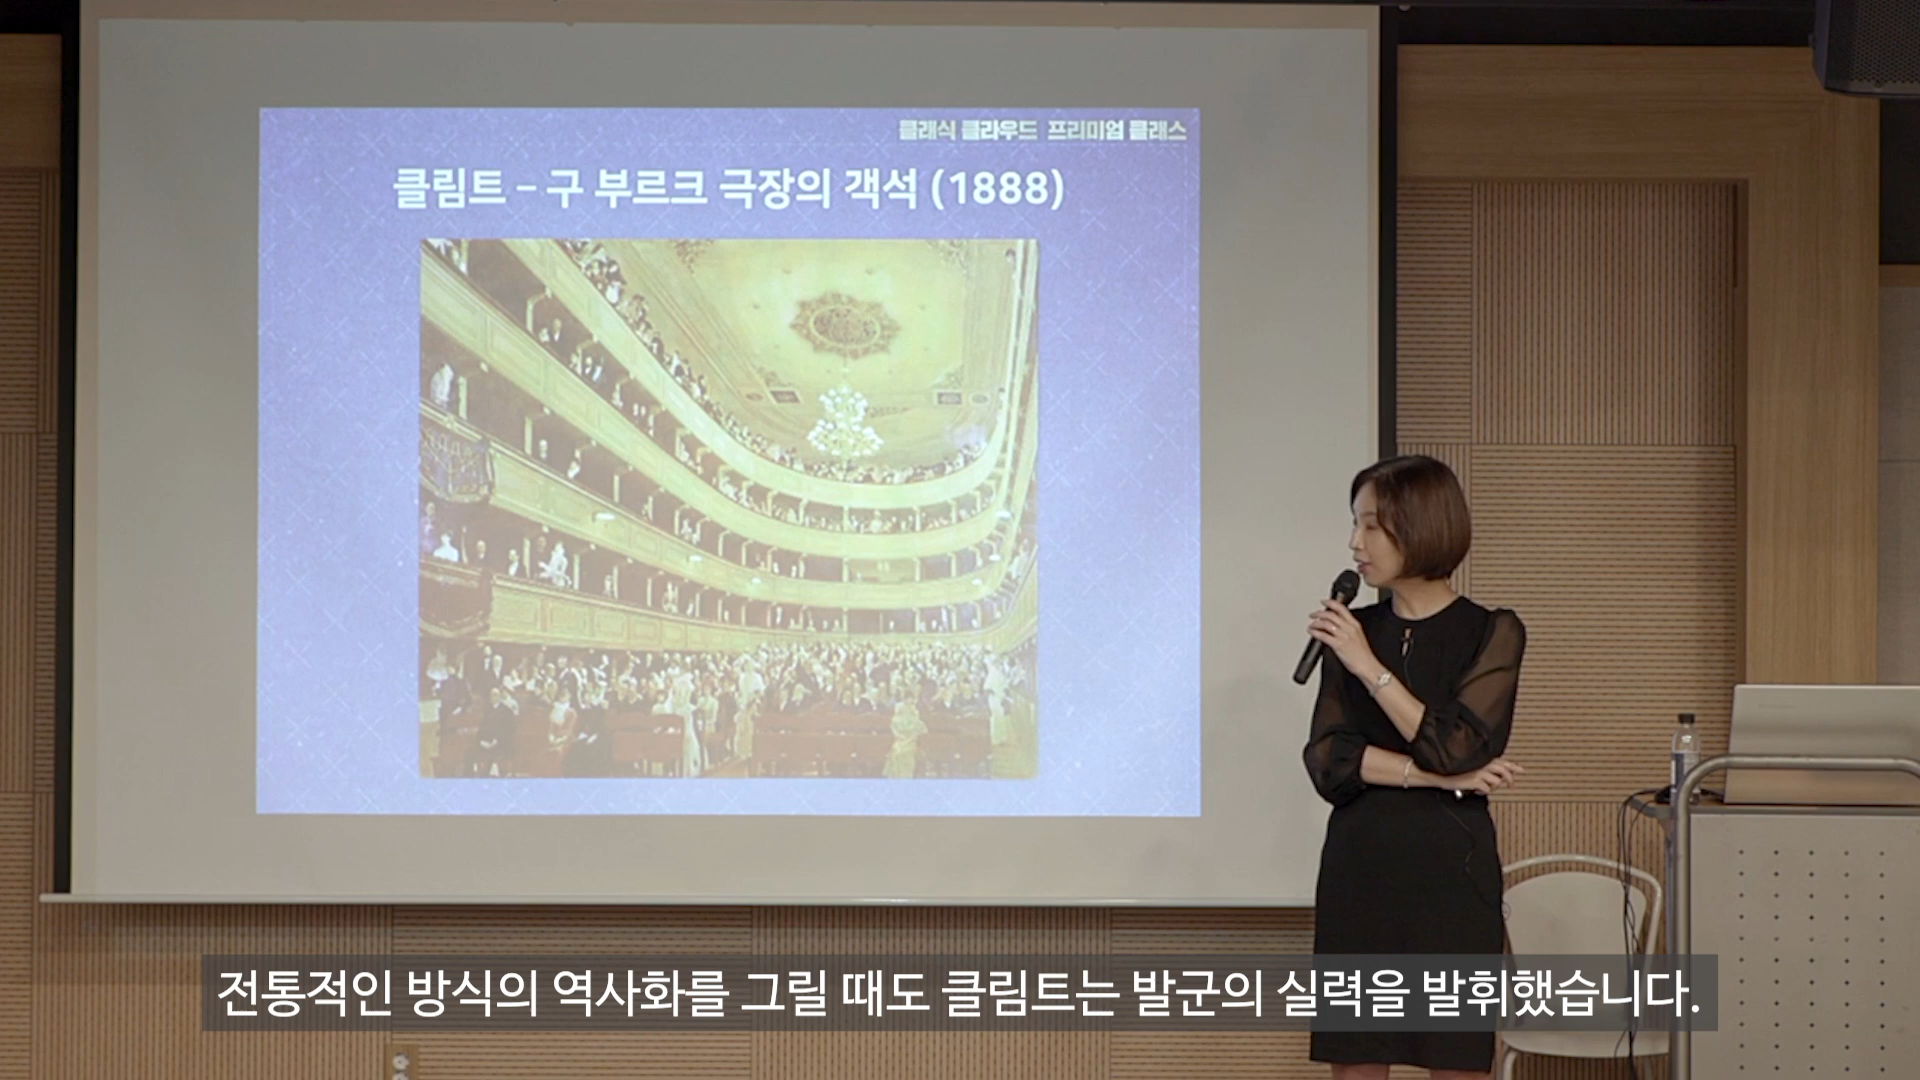 클래식 클라우드 프리미엄 클래스
클림트 – 구 부르크 극장의 객석 (1888)
전통적인 방식의 역사화를 그릴 때도 클림트는 발군의 실력을 발휘했습니다.